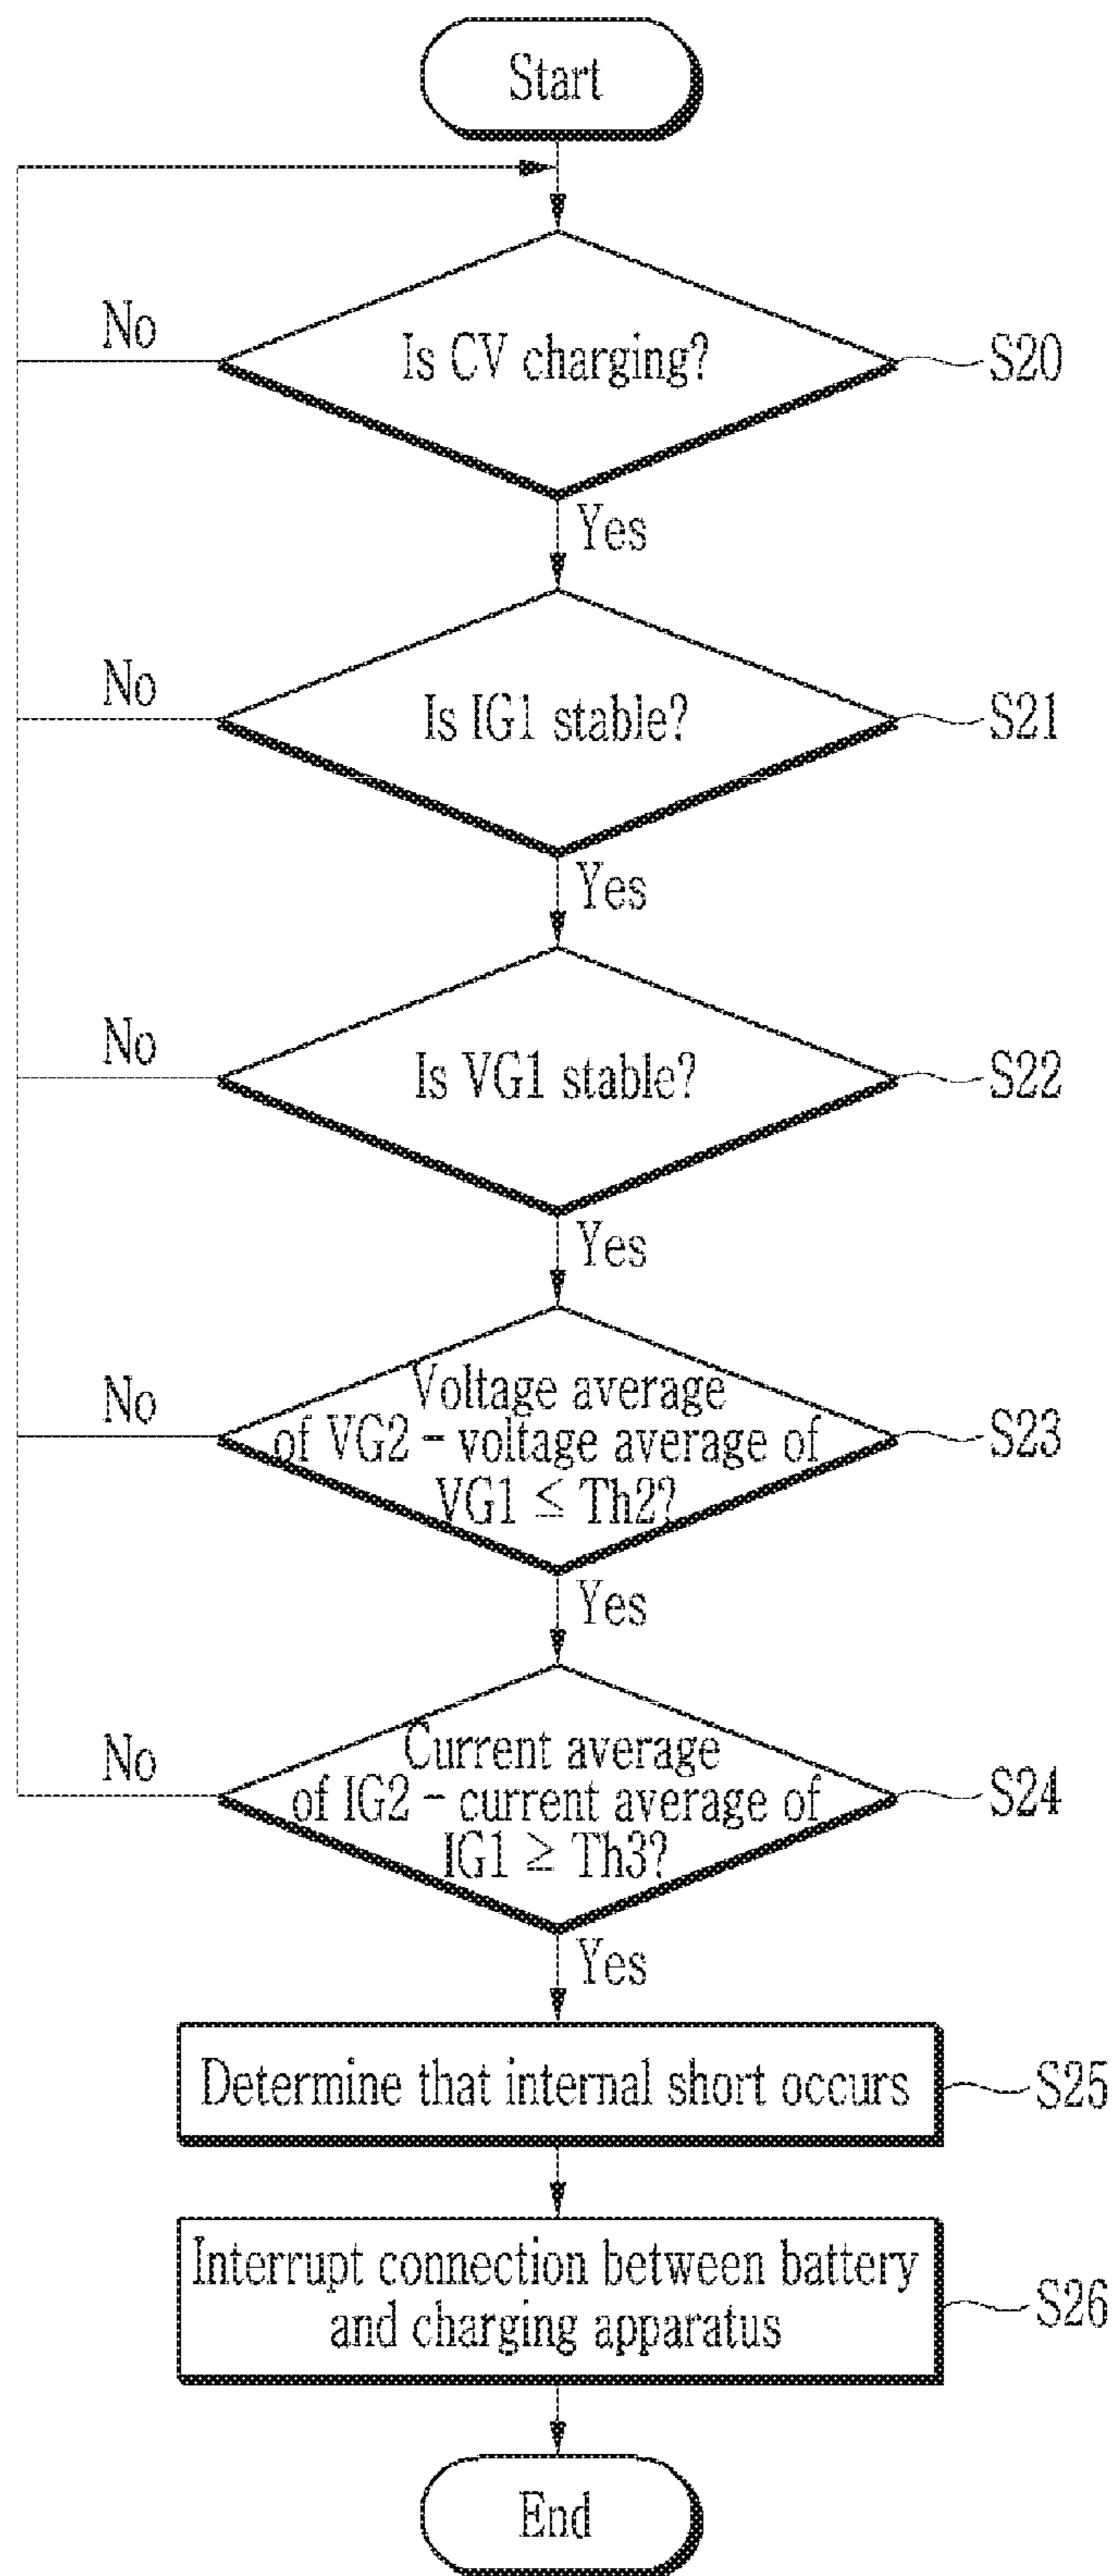 Start
No
Is CV charging?
S20
Yes
No
Is IG1 stable?
S21
Yes
No
Is VG1 stable?
S22
Yes
No
Voltage average
of VG2 - voltage average of
VG1 ≤ Th2?
S23
Yes
No
Current average
of IG2 - current average of
IG1 ≥ Th3?
S24
Yes
Determine that internal short occurs
S25
Interrupt connection between battery
and charging apparatus
S26
End